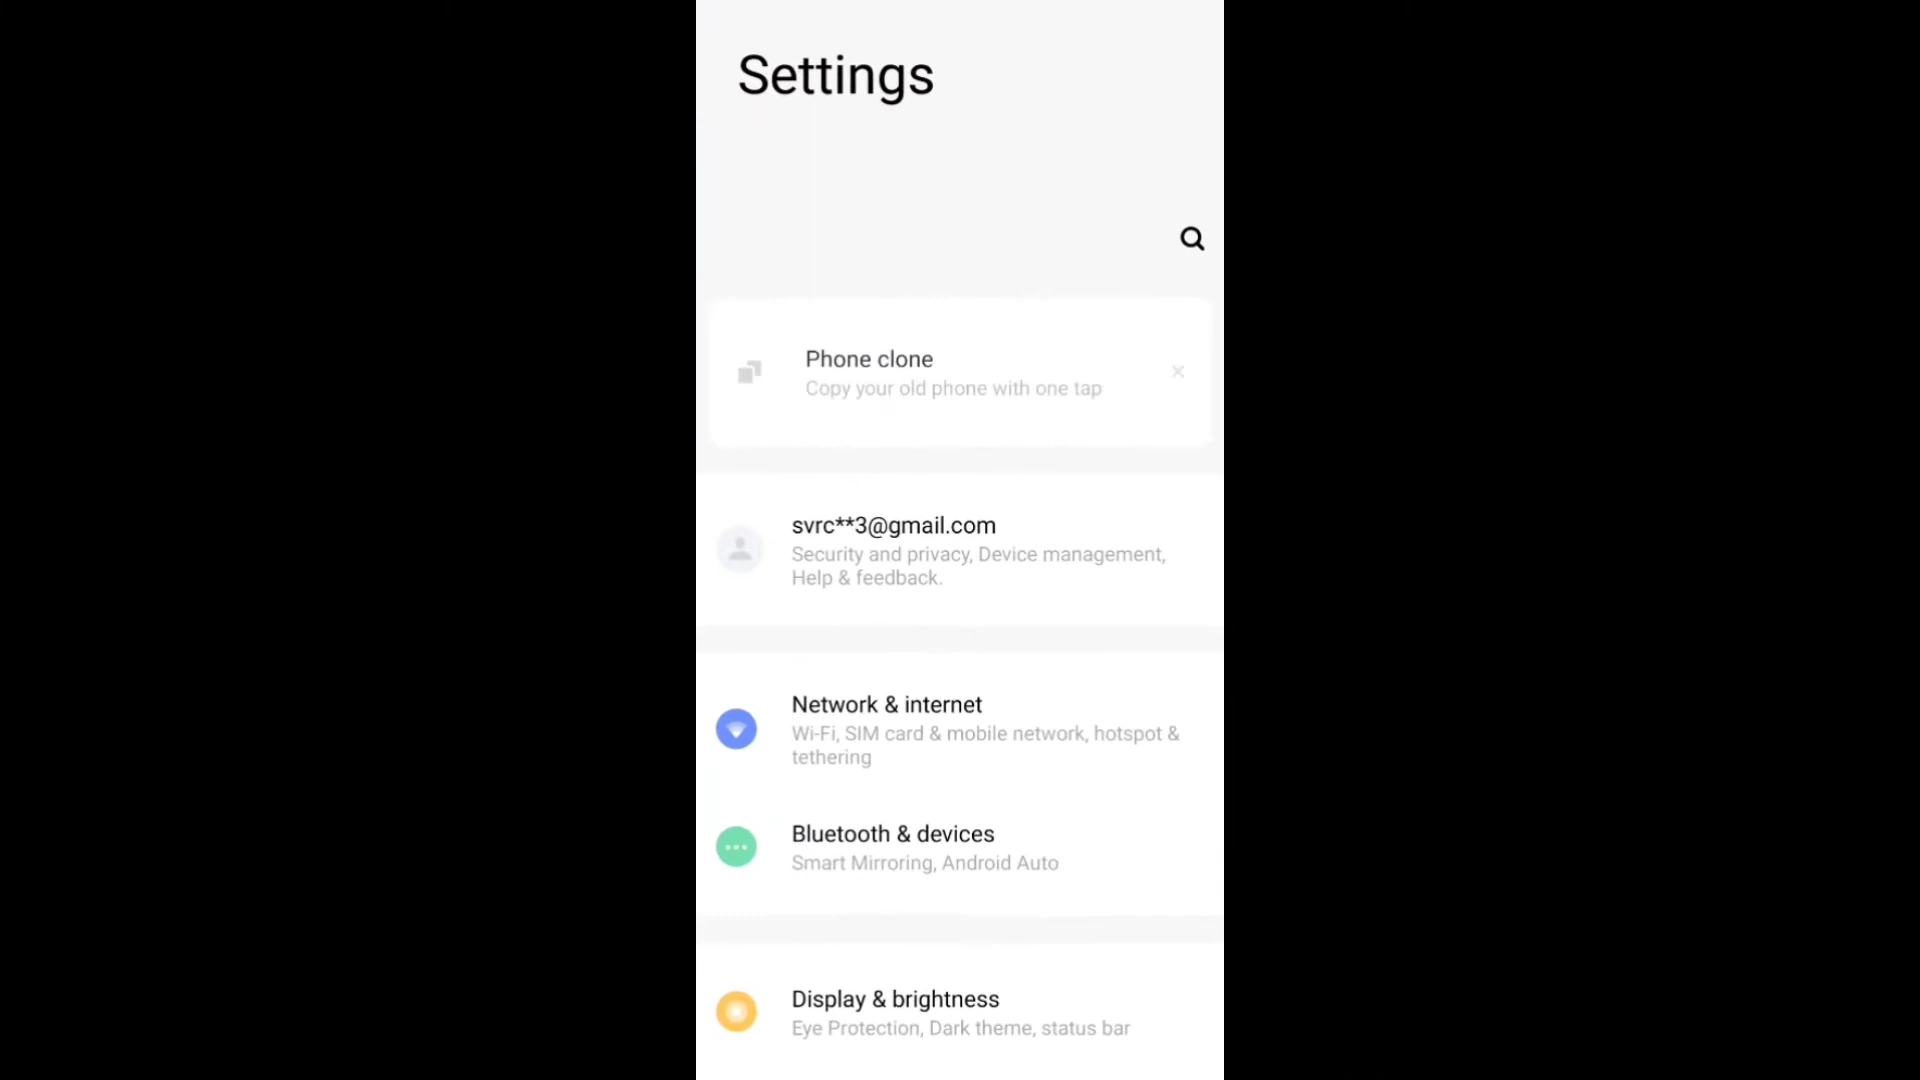 Settings
Phone clone
Copy your old phone with one tap
svrc**3@gmail.com
Security and privacy, Device management,
Help & feedback.
Network & internet
Wi-Fi, SIM card & mobile network, hotspot &
tethering
Bluetooth & devices
Smart Mirroring, Android Auto
Display & brightness
Eye Protection, Dark theme, status bar